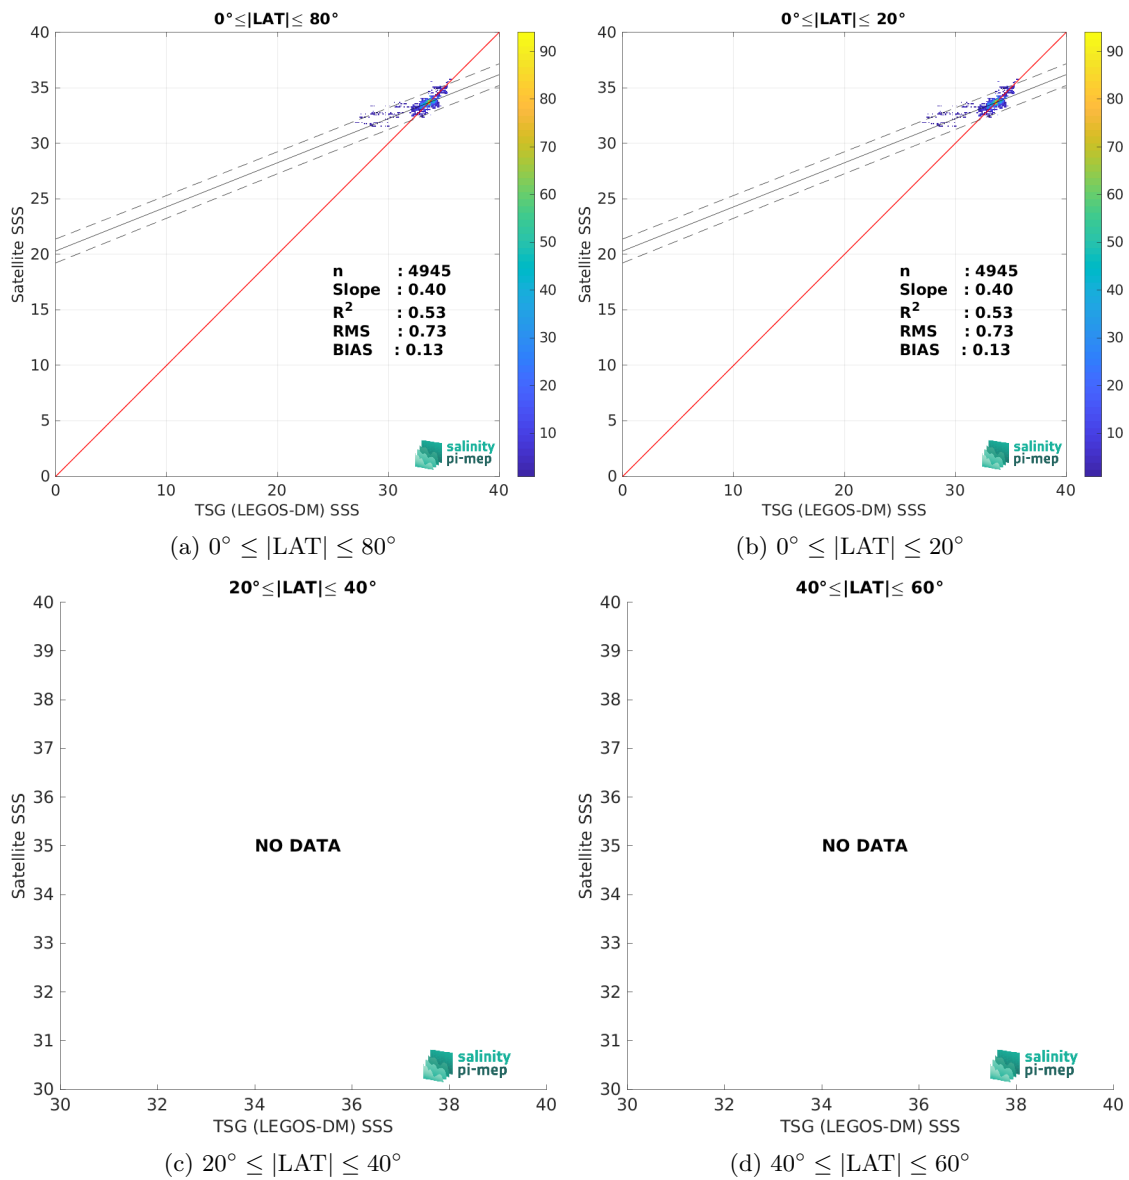 0°≤|LAT|≤ 80°
40
35
30
25
20
15
10
5
0
Satellite SSS
n : 4945
Slope : 0.40
R² : 0.53
RMS : 0.73
BIAS : 0.13
salinity
pi-mep
0 10 20 30 40
TSG (LEGOS-DM) SSS
90
80
70
60
50
40
30
20
10
(a) 0° ≤ |LAT| ≤ 80°
0°≤|LAT|≤ 20°
40
35
30
25
20
15
10
5
0
Satellite SSS
n : 4945
Slope : 0.40
R² : 0.53
RMS : 0.73
BIAS : 0.13
salinity
pi-mep
0 10 20 30 40
TSG (LEGOS-DM) SSS
90
80
70
60
50
40
30
20
10
(b) 0° ≤ |LAT| ≤ 20°
20°≤|LAT|≤ 40°
40
39
38
37
36
35
34
33
32
31
30
Satellite SSS
NO DATA
salinity
pi-mep
30 32 34 36 38 40
TSG (LEGOS-DM) SSS
(c) 20° ≤ |LAT| ≤ 40°
40°≤|LAT|≤ 60°
40
39
38
37
36
35
34
33
32
31
30
Satellite SSS
NO DATA
salinity
pi-mep
30 32 34 36 38 40
TSG (LEGOS-DM) SSS
(d) 40° ≤ |LAT| ≤ 60°